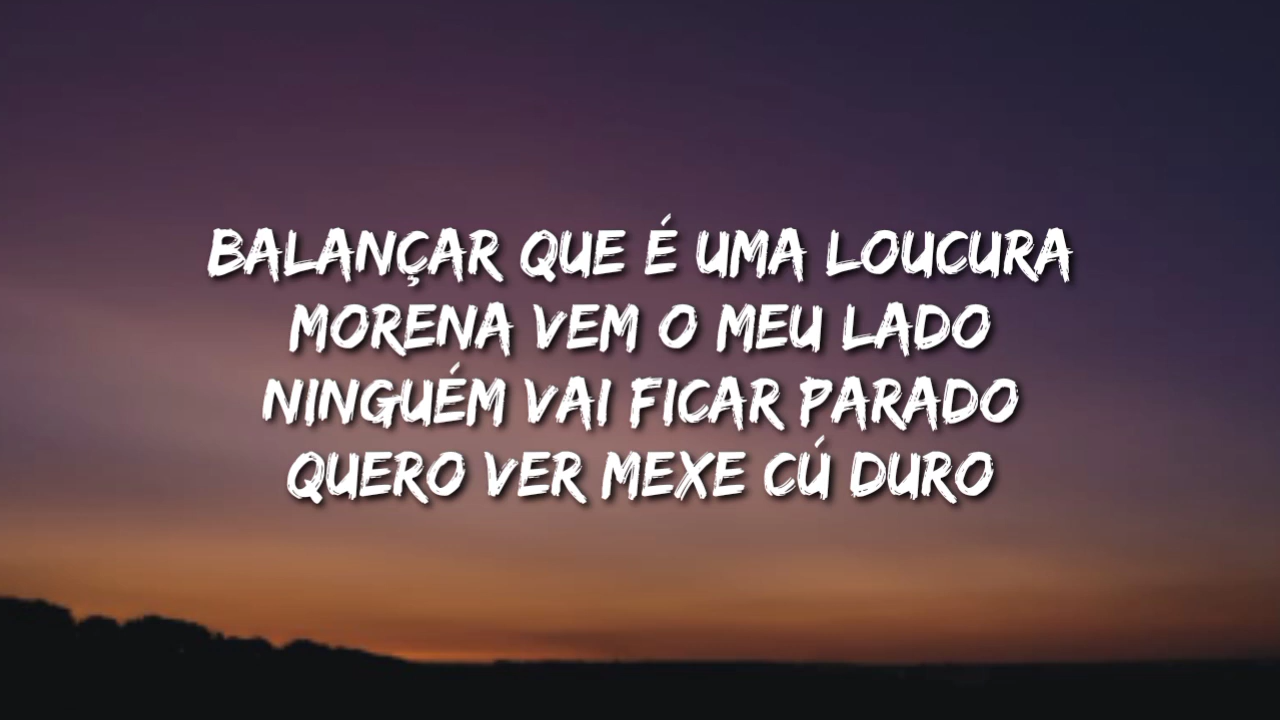 BALANÇAR QUE É UMA LOUCURA
MORENA VEM O MEU LADO
NINGUÉM VAI FICAR PARADO
QUERO VER MEXE CÚ DURO